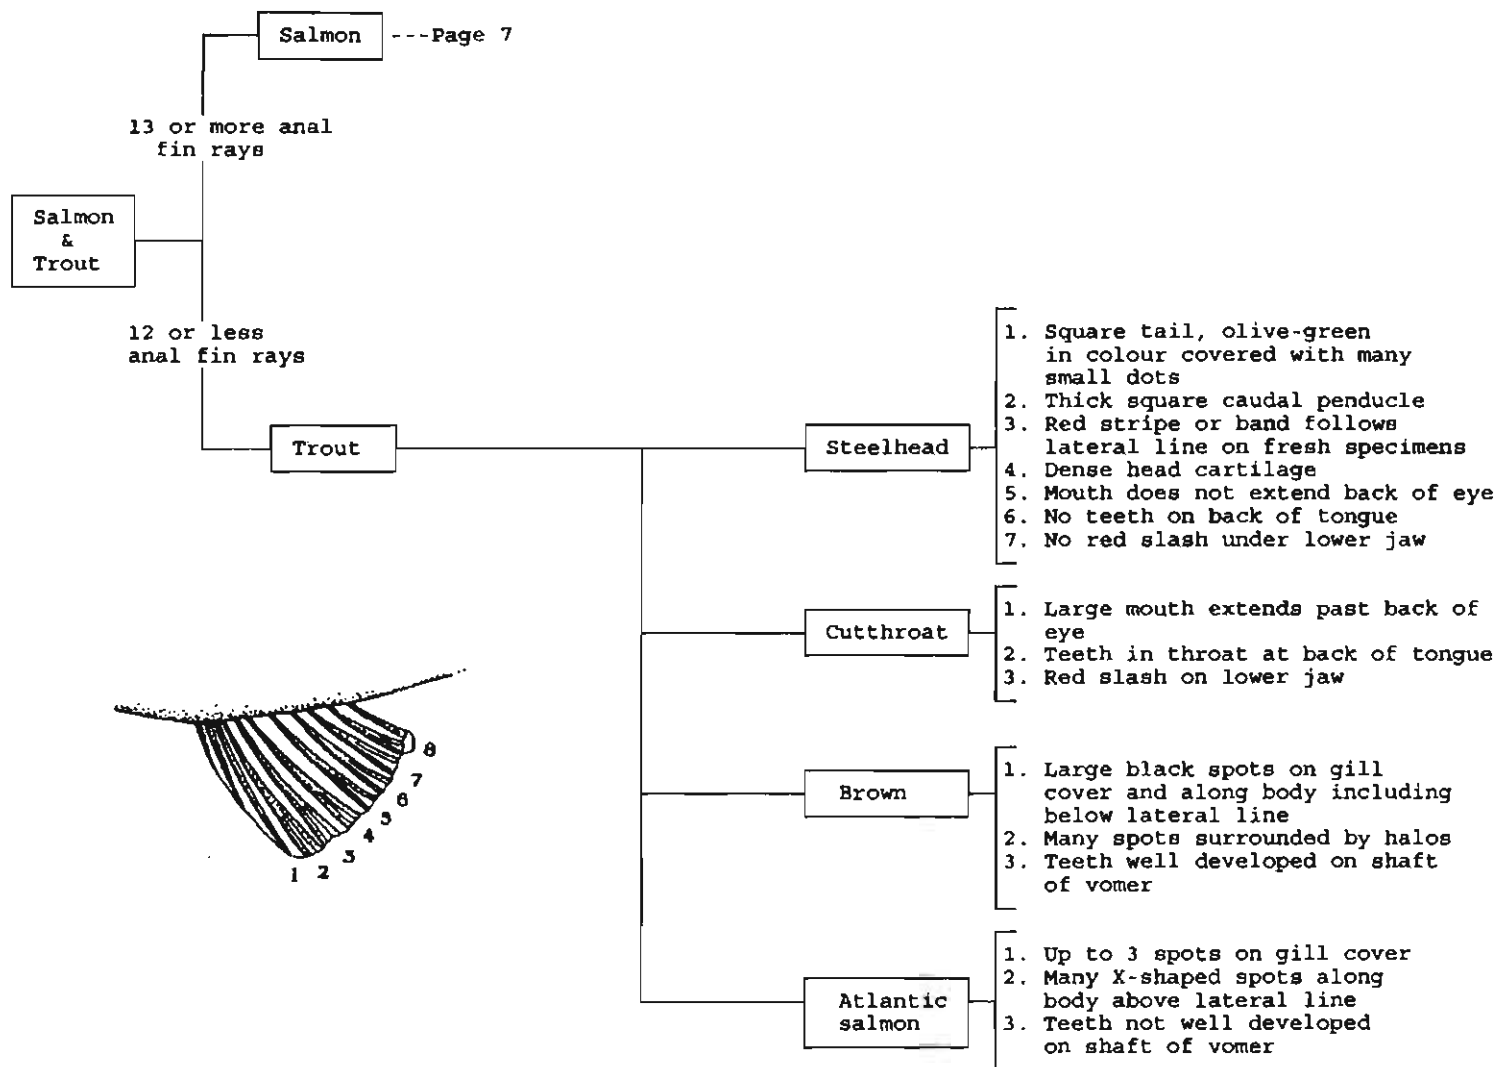 Salmon ---Page 7
13 or more anal
fin rays
Salmon
&
Trout
12 or less
anal fin rays
Trout
Steelhead
1. Square tail, olive-green
in colour covered with many
small dots
2. Thick square caudal penducle
3. Red stripe or band follows
lateral line on fresh specimens
4. Dense head cartilage
5. Mouth does not extend back of eye
6. No teeth on back of tongue
7. No red slash under lower jaw
Cutthroat
1. Large mouth extends past back of
eye
2. Teeth in throat at back of tongue
3. Red slash on lower jaw
Brown
1. Large black spots on gill
cover and along body including
below lateral line
2. Many spots surrounded by halos
3. Teeth well developed on shaft
of vomer
Atlantic
salmon
1. Up to 3 spots on gill cover
2. Many X-shaped spots along
body above lateral line
3. Teeth not well developed
on shaft of vomer
1 2 3 4 5 6 7 8